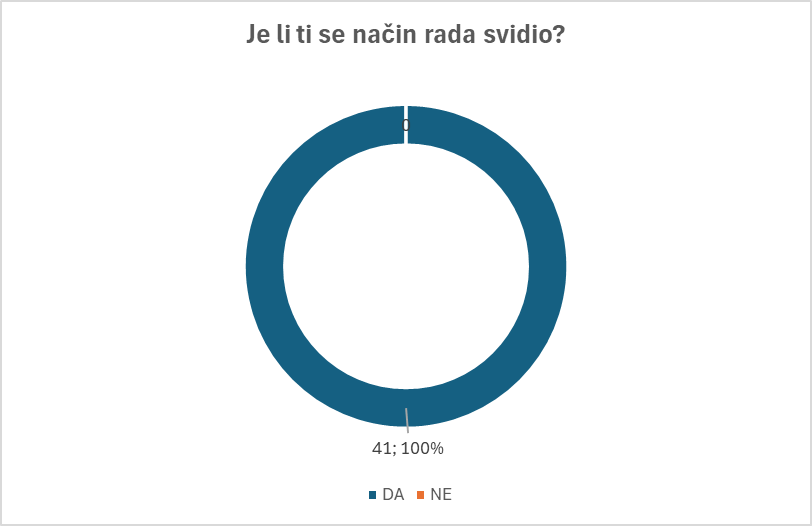 Je li ti se način rada svidio?
0
41; 100%
DA NE